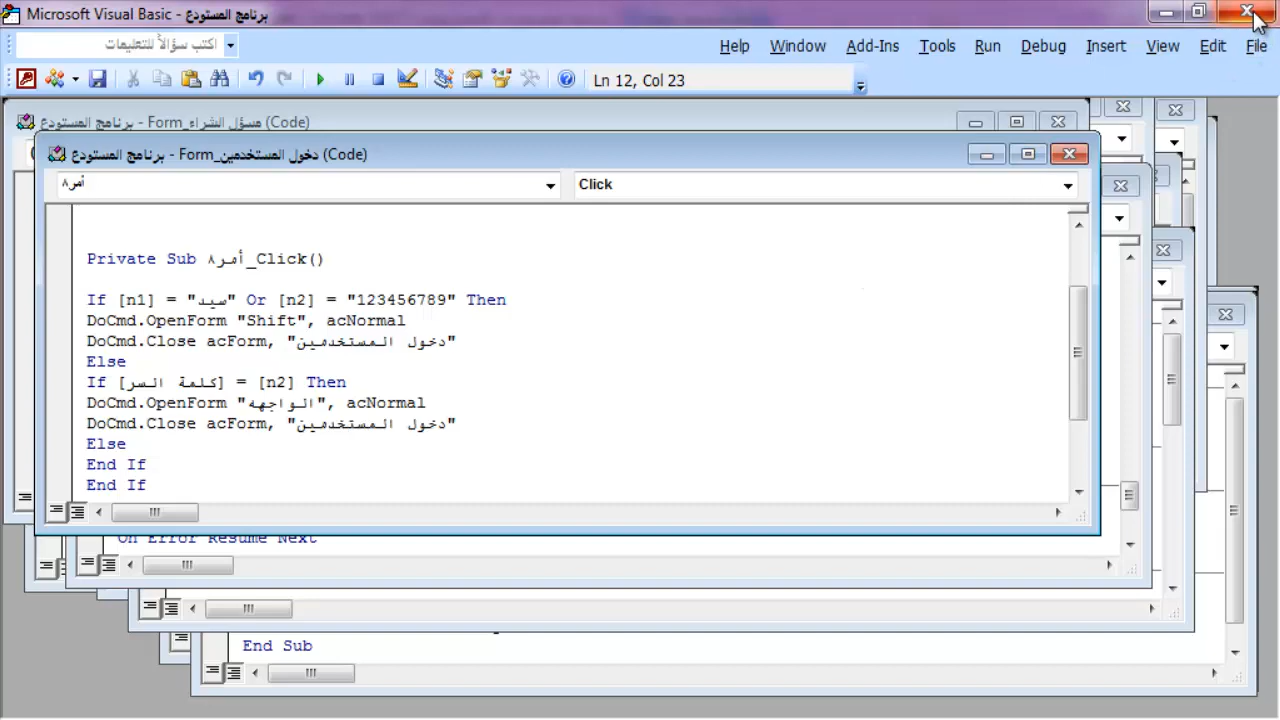 Microsoft Visual Basic - برنامج المستودع
اكتب سؤالاً للتعليمات
Help Window Add-Ins Tools Run Debug Insert View Edit File
Ln 12, Col 23
برنامج المستودع - Form_مسؤل الشراء (Code)
برنامج المستودع - Form_دخول المستخدمين (Code)
أمر٨
Click
Private Sub أمر٨_Click()
If [n1] = "سيد" Or [n2] = "123456789" Then
DoCmd.OpenForm "Shift", acNormal
DoCmd.Close acForm, "دخول المستخدمين"
Else
If [كلمة السر] = [n2] Then
DoCmd.OpenForm "الواجهه", acNormal
DoCmd.Close acForm, "دخول المستخدمين"
Else
End If
End If
On Error Resume Next
End Sub